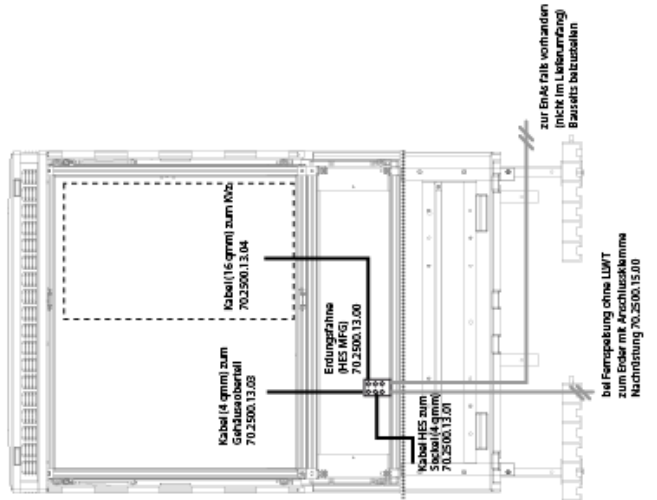 zur EnAs falls vorhanden
(nicht im Lieferumfang)
Bauseits beizustellen
Kabel (16 qmm) zum KVz
70.2500.13.04
Erdungsfahne
(HES MFG)
70.2500.13.00
Kabel (4 qmm) zum
Gehäuseoberteil
70.2500.13.03
Kabel HES zum
Sockel (4 qmm)
70.2500.13.01
bei Fernspeisung ohne LLWT
zum Erder mit Anschlussklemme
Nachrüstung 70.2500.15.00